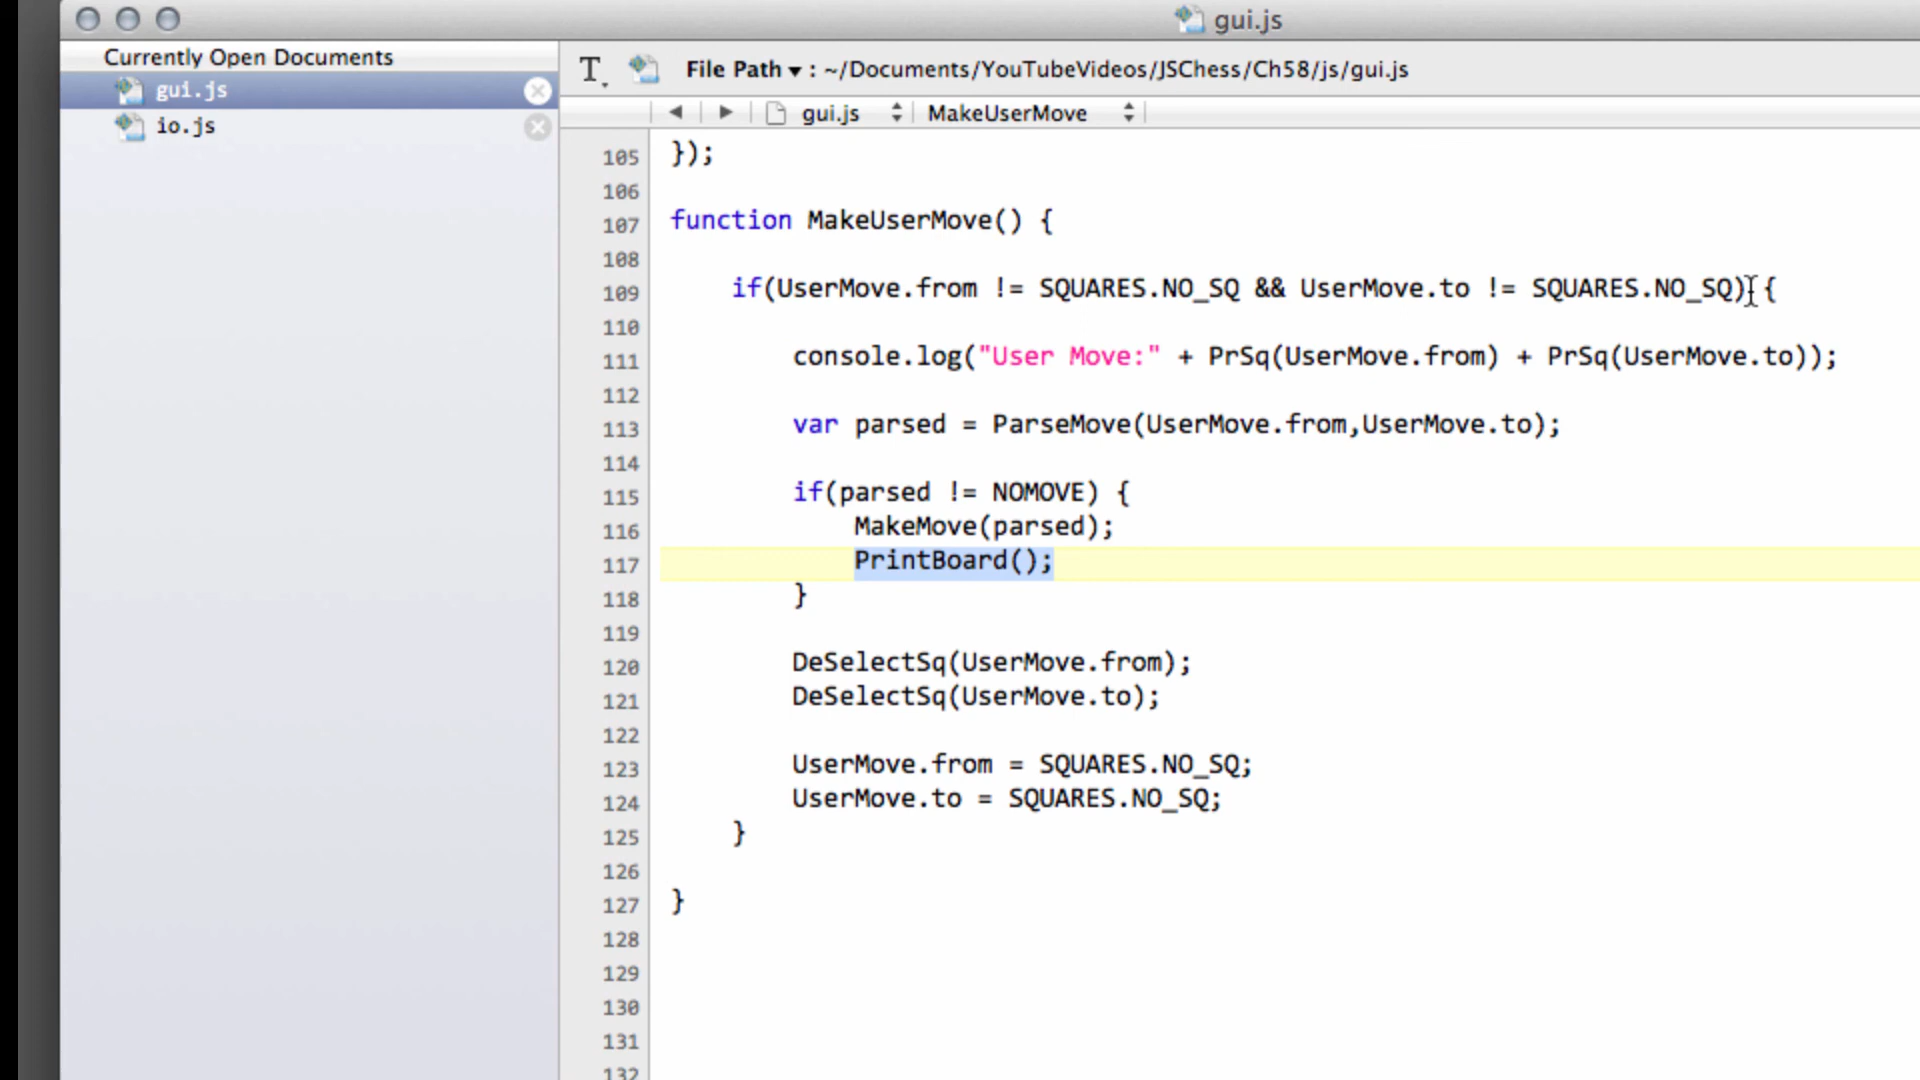 gui.js
Currently Open Documents
gui.js
io.js
T. File Path ▾ : ~/Documents/YouTubeVideos/JSChess/Ch58/js/gui.js
gui.js MakeUserMove
105 });
106
107 function MakeUserMove() {
108
109 if(UserMove.from != SQUARES.NO_SQ && UserMove.to != SQUARES.NO_SQ) {
110
111 console.log("User Move:" + PrSq(UserMove.from) + PrSq(UserMove.to));
112
113 var parsed = ParseMove(UserMove.from,UserMove.to);
114
115 if(parsed != NOMOVE) {
116 MakeMove(parsed);
117 PrintBoard();
118 }
119
120 DeSelectSq(UserMove.from);
121 DeSelectSq(UserMove.to);
122
123 UserMove.from = SQUARES.NO_SQ;
124 UserMove.to = SQUARES.NO_SQ;
125 }
126
127 }
128
129
130
131
132